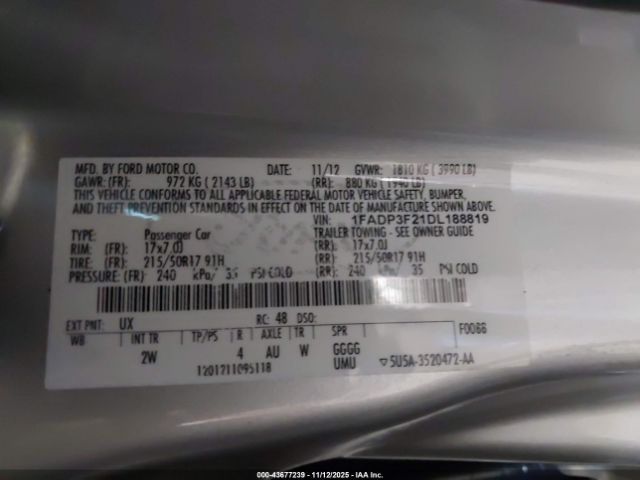 MFD. BY FORD MOTOR CO. DATE: 11/12 GVWR: 1810 KG ( 3990 LB)
GAWR: (FR): 972 KG ( 2143 LB) (RR): 880 KG ( 1940 LB)
THIS VEHICLE CONFORMS TO ALL APPLICABLE FEDERAL MOTOR VEHICLE SAFETY, BUMPER,
AND THEFT PREVENTION STANDARDS IN EFFECT ON THE DATE OF MANUFACTURE SHOWN ABOVE.
VIN: 1FADP3F21DL188819
TYPE: Passenger Car TRAILER TOWING - SEE OWNER GUIDE
RIM: (FR): 17x7.0J (RR): 17x7.0J
TIRE: (FR): 215/50R17 91H (RR): 215/50R17 91H
PRESSURE: (FR) 240 kPa/ 35 PSI COLD (RR): 240 kPa/ 35 PSI COLD
EXT PNT: UX RC: 48 DSO: F0086
WB INT TR TP/PS R AXLE TR SPR
2W 4 AU W GGGG
1201211095118 UMU ▽5U5A-3520472-AA
000-43677239 - 11/12/2025 - IAA Inc.